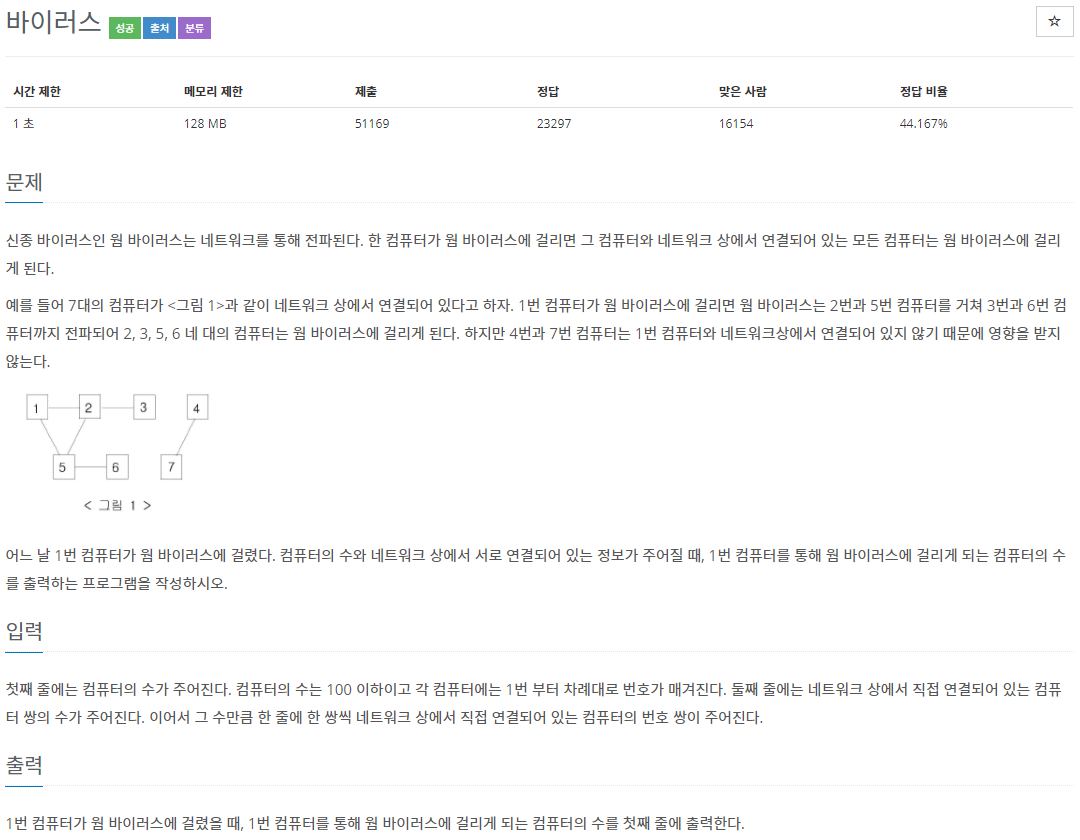 바이러스 성공 출처 분류
☆
시간 제한 메모리 제한 제출 정답 맞은 사람 정답 비율
1 초 128 MB 51169 23297 16154 44.167%
문제
신종 바이러스인 웜 바이러스는 네트워크를 통해 전파된다. 한 컴퓨터가 웜 바이러스에 걸리면 그 컴퓨터와 네트워크 상에서 연결되어 있는 모든 컴퓨터는 웜 바이러스에 걸리
게 된다.
예를 들어 7대의 컴퓨터가 <그림 1>과 같이 네트워크 상에서 연결되어 있다고 하자. 1번 컴퓨터가 웜 바이러스에 걸리면 웜 바이러스는 2번과 5번 컴퓨터를 거쳐 3번과 6번 컴
퓨터까지 전파되어 2, 3, 5, 6 네 대의 컴퓨터는 웜 바이러스에 걸리게 된다. 하지만 4번과 7번 컴퓨터는 1번 컴퓨터와 네트워크상에서 연결되어 있지 않기 때문에 영향을 받지
않는다.
1 2 3 4
5 6 7
< 그림 1 >
어느 날 1번 컴퓨터가 웜 바이러스에 걸렸다. 컴퓨터의 수와 네트워크 상에서 서로 연결되어 있는 정보가 주어질 때, 1번 컴퓨터를 통해 웜 바이러스에 걸리게 되는 컴퓨터의 수
를 출력하는 프로그램을 작성하시오.
입력
첫째 줄에는 컴퓨터의 수가 주어진다. 컴퓨터의 수는 100 이하이고 각 컴퓨터에는 1번 부터 차례대로 번호가 매겨진다. 둘째 줄에는 네트워크 상에서 직접 연결되어 있는 컴퓨
터 쌍의 수가 주어진다. 이어서 그 수만큼 한 줄에 한 쌍씩 네트워크 상에서 직접 연결되어 있는 컴퓨터의 번호 쌍이 주어진다.
출력
1번 컴퓨터가 웜 바이러스에 걸렸을 때, 1번 컴퓨터를 통해 웜 바이러스에 걸리게 되는 컴퓨터의 수를 첫째 줄에 출력한다.